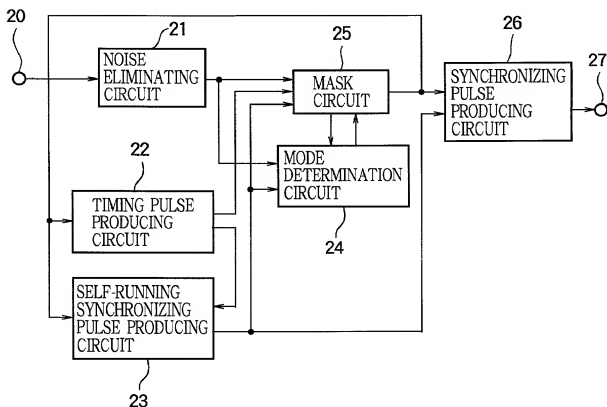 20
21
NOISE
ELIMINATING
CIRCUIT
25
MASK
CIRCUIT
26
SYNCHRONIZING
PULSE
PRODUCING
CIRCUIT
27
22
TIMING PULSE
PRODUCING
CIRCUIT
MODE
DETERMINATION
CIRCUIT
24
SELF-RUNNING
SYNCHRONIZING
PULSE PRODUCING
CIRCUIT
23